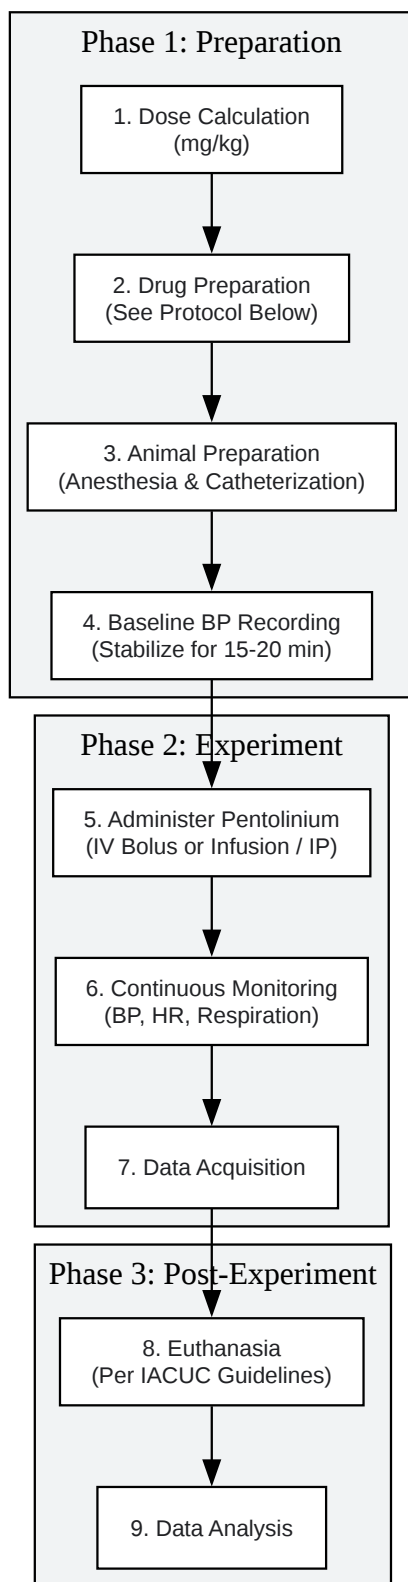 Phase 1: Preparation
1. Dose Calculation
(mg/kg)
2. Drug Preparation
(See Protocol Below)
3. Animal Preparation
(Anesthesia & Catheterization)
4. Baseline BP Recording
(Stabilize for 15-20 min)
Phase 2: Experiment
5. Administer Pentolinium
(IV Bolus or Infusion / IP)
6. Continuous Monitoring
(BP, HR, Respiration)
7. Data Acquisition
Phase 3: Post-Experiment
8. Euthanasia
(Per IACUC Guidelines)
9. Data Analysis